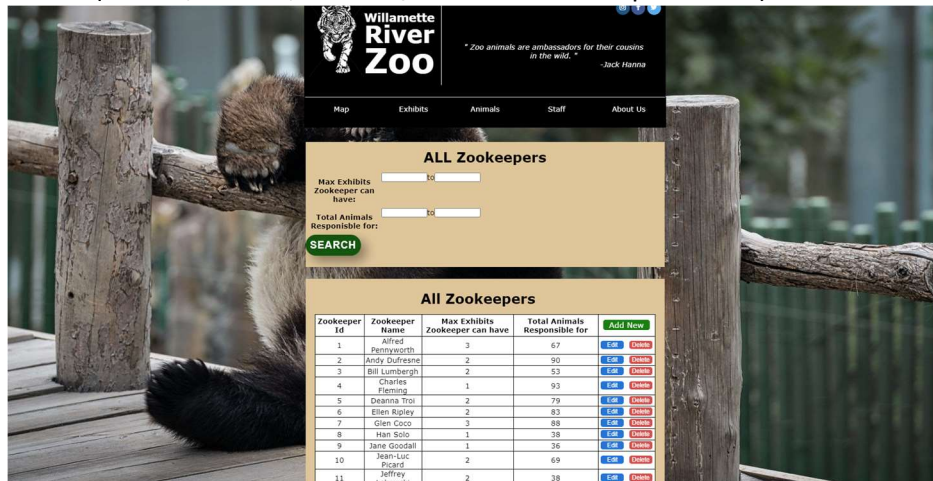 Willamette
River
Zoo
" Zoo animals are ambassadors for their cousins
in the wild. "
-Jack Hanna
Map Exhibits Animals Staff About Us
ALL Zookeepers
Max Exhibits
Zookeeper can
have:
to
Total Animals
Responisble for:
to
SEARCH
All Zookeepers
Zookeeper Id Zookeeper Name Max Exhibits Zookeeper can have Total Animals Responsible for Add New
1 Alfred Pennyworth 3 67 Edit Delete
2 Andy Dufresne 2 90 Edit Delete
3 Bill Lumbergh 2 53 Edit Delete
4 Charles Fleming 1 93 Edit Delete
5 Deanna Troi 2 79 Edit Delete
6 Ellen Ripley 2 83 Edit Delete
7 Glen Coco 3 88 Edit Delete
8 Han Solo 1 38 Edit Delete
9 Jane Goodall 1 36 Edit Delete
10 Jean-Luc Picard 2 69 Edit Delete
11 Jeffrey 2 38 Edit Delete